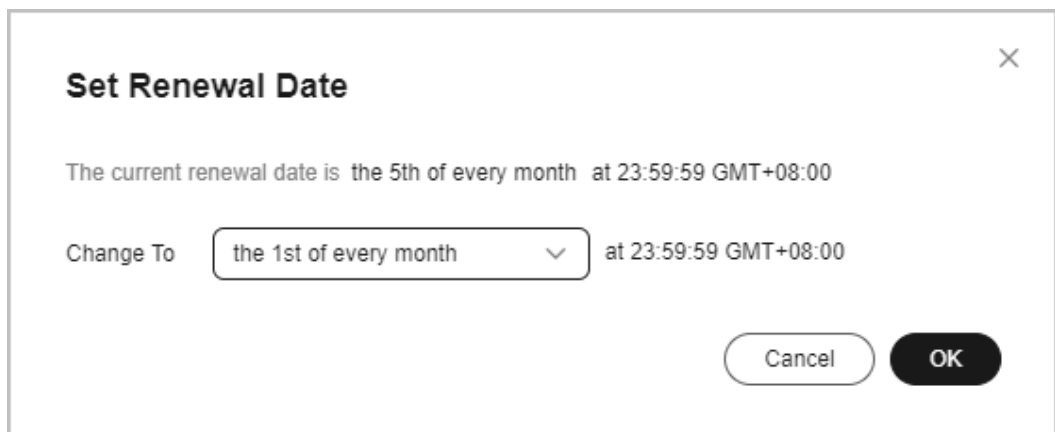 Set Renewal Date
The current renewal date is the 5th of every month at 23:59:59 GMT+08:00
Change To the 1st of every month at 23:59:59 GMT+08:00
Cancel OK